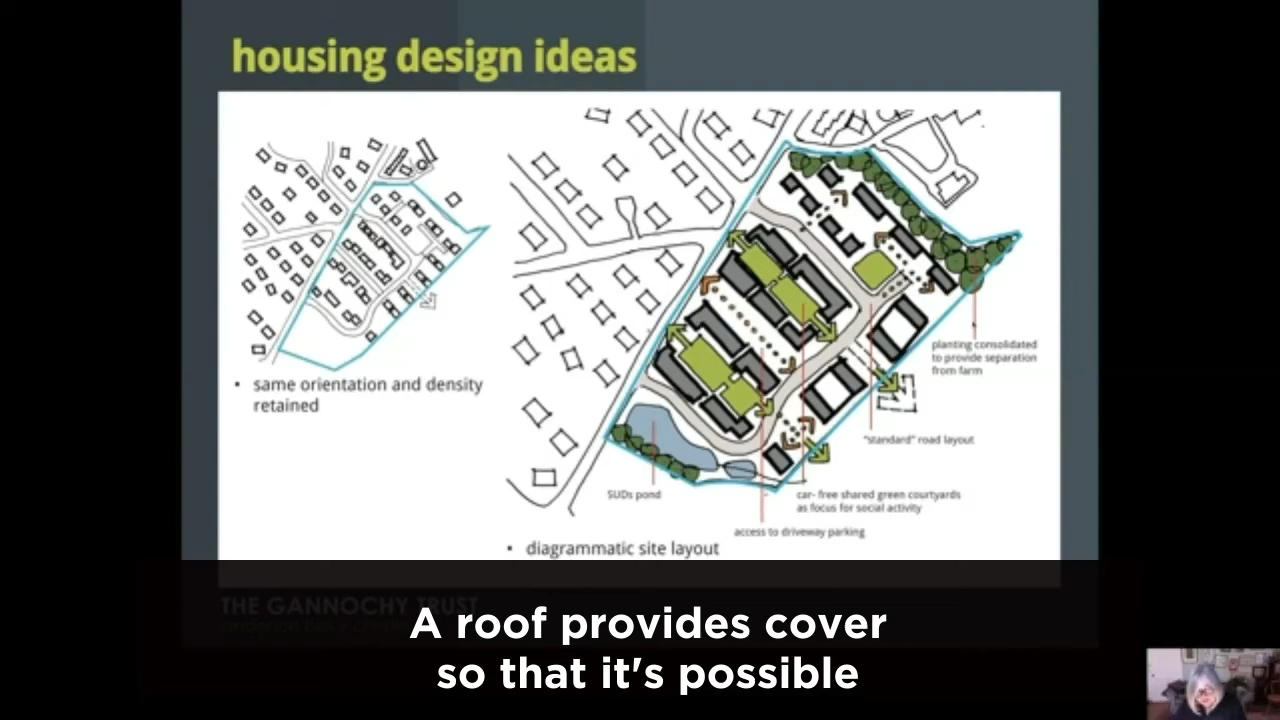 housing design ideas
• same orientation and density
retained
planting consolidated
to provide separation
from farm
"standard" road layout
SUDs pond
car- free shared green courtyards
as focus for social activity
access to driveway parking
• diagrammatic site layout
THE GANNOCHY TRUST
A roof provides cover
so that it's possible